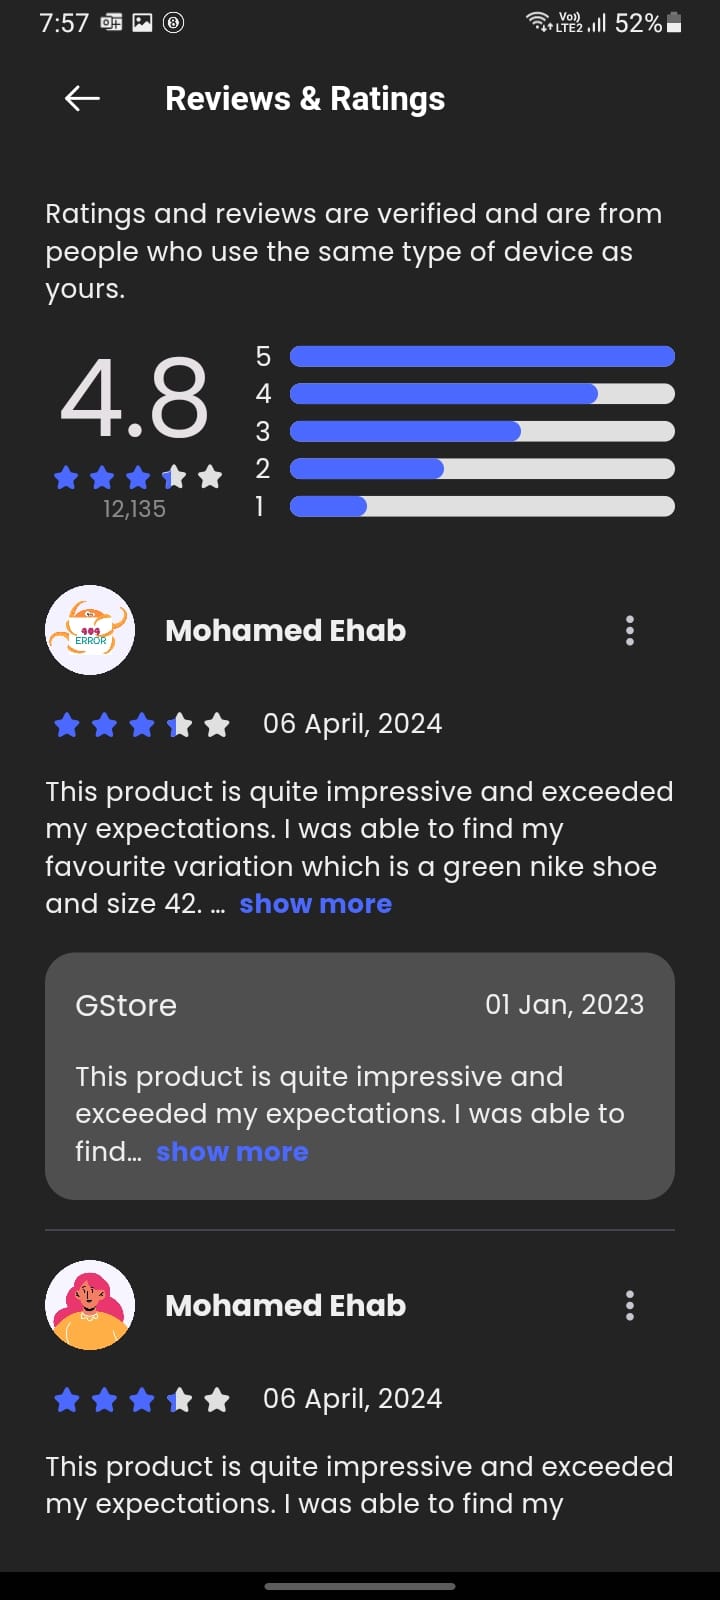 7:57
Vo))
LTE2
52%
Reviews & Ratings
Ratings and reviews are verified and are from
people who use the same type of device as
yours.
4.8
12,135
5
4
3
2
1
Mohamed Ehab
404
ERROR
06 April, 2024
This product is quite impressive and exceeded
my expectations. I was able to find my
favourite variation which is a green nike shoe
and size 42. ... show more
GStore
01 Jan, 2023
This product is quite impressive and
exceeded my expectations. I was able to
find... show more
Mohamed Ehab
06 April, 2024
This product is quite impressive and exceeded
my expectations. I was able to find my